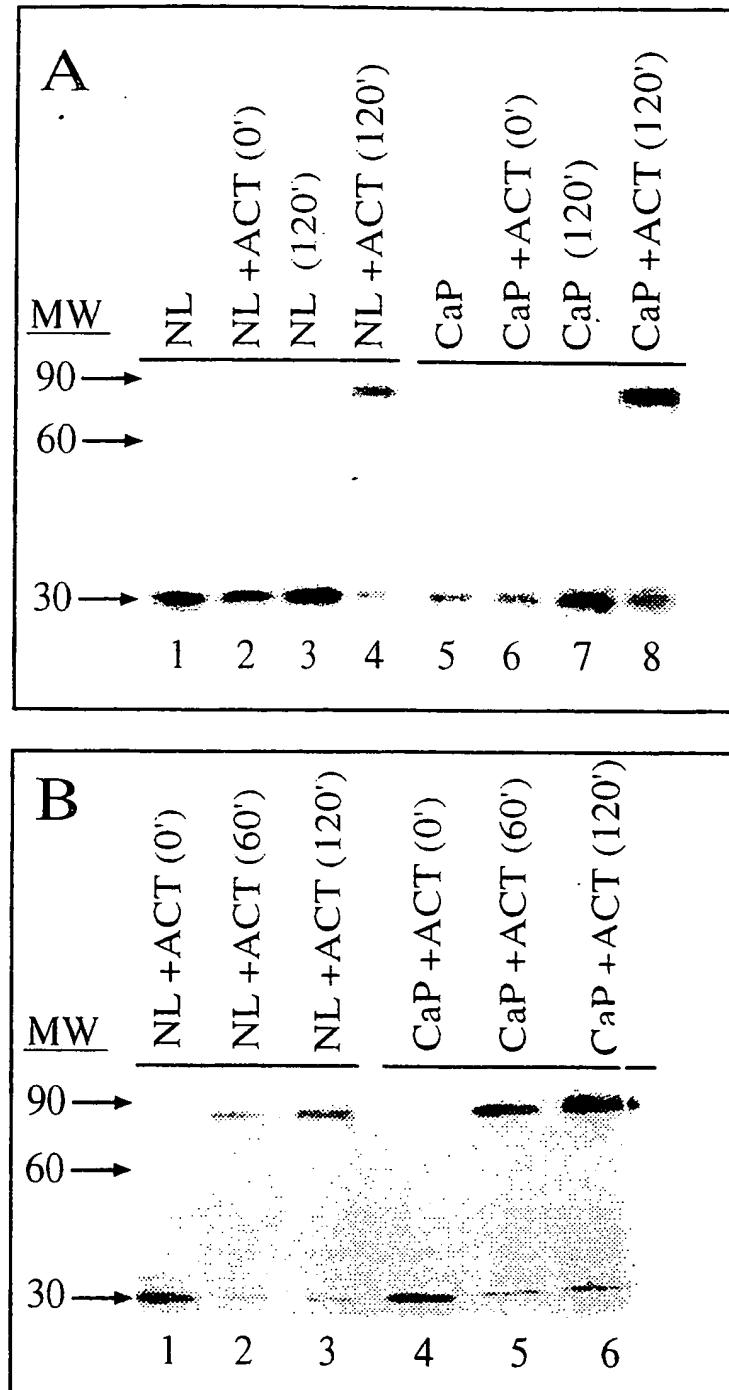 A
NL
NL +ACT (0')
NL (120')
NL +ACT (120')
CaP
CaP +ACT (0')
CaP (120')
CaP +ACT (120')
MW
90
60
30
1 2 3 4 5 6 7 8
B
NL +ACT (0')
NL +ACT (60')
NL +ACT (120')
CaP +ACT (0')
CaP +ACT (60')
CaP +ACT (120')
MW
90
60
30
1 2 3 4 5 6